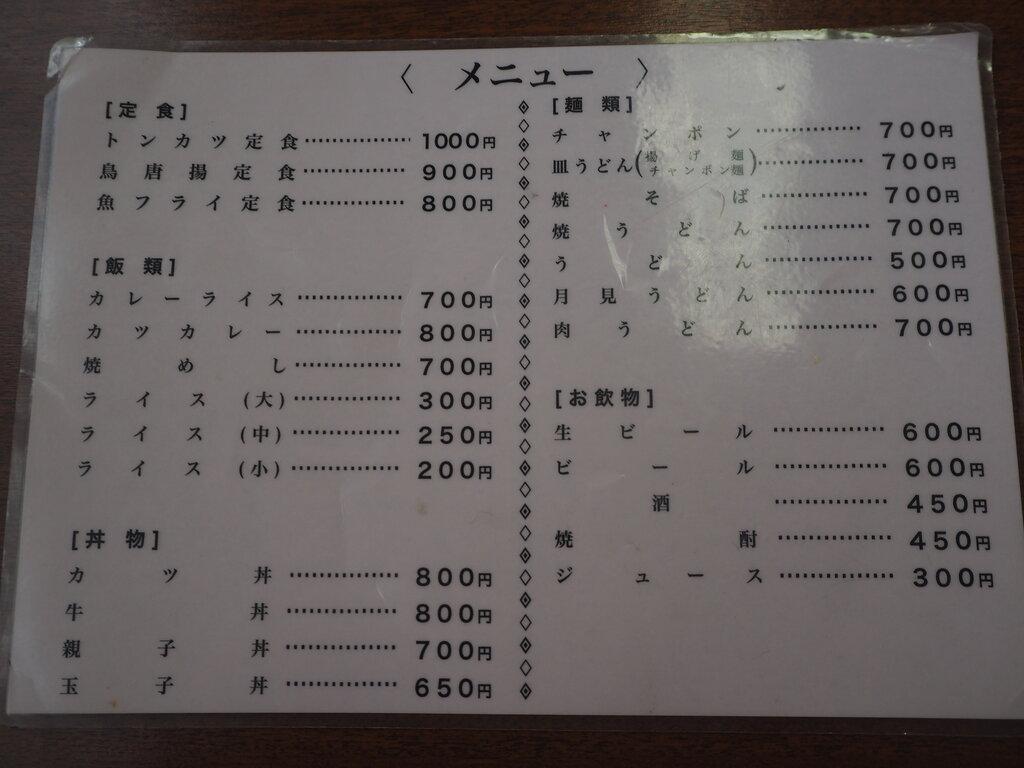 〈 メニュー 〉
[定食]
トンカツ定食………………1000円
鳥唐揚定食………………900円
魚フライ定食………………800円
[飯類]
カレーライス………………700円
カツカレー………………800円
焼めし………………700円
ライス(大)………………300円
ライス(中)………………250円
ライス(小)………………200円
[丼物]
カツ丼………………800円
牛丼………………800円
親子丼………………700円
玉子丼………………650円
[麺類]
チャンポン………………700円
皿うどん(揚げ麺 チャンポン麺)………………700円
焼そば………………700円
焼うどん………………700円
うどん………………500円
月見うどん………………600円
肉うどん………………700円
[お飲物]
生ビール………………600円
ビール………………600円
酒………………450円
焼酎………………450円
ジュース………………300円